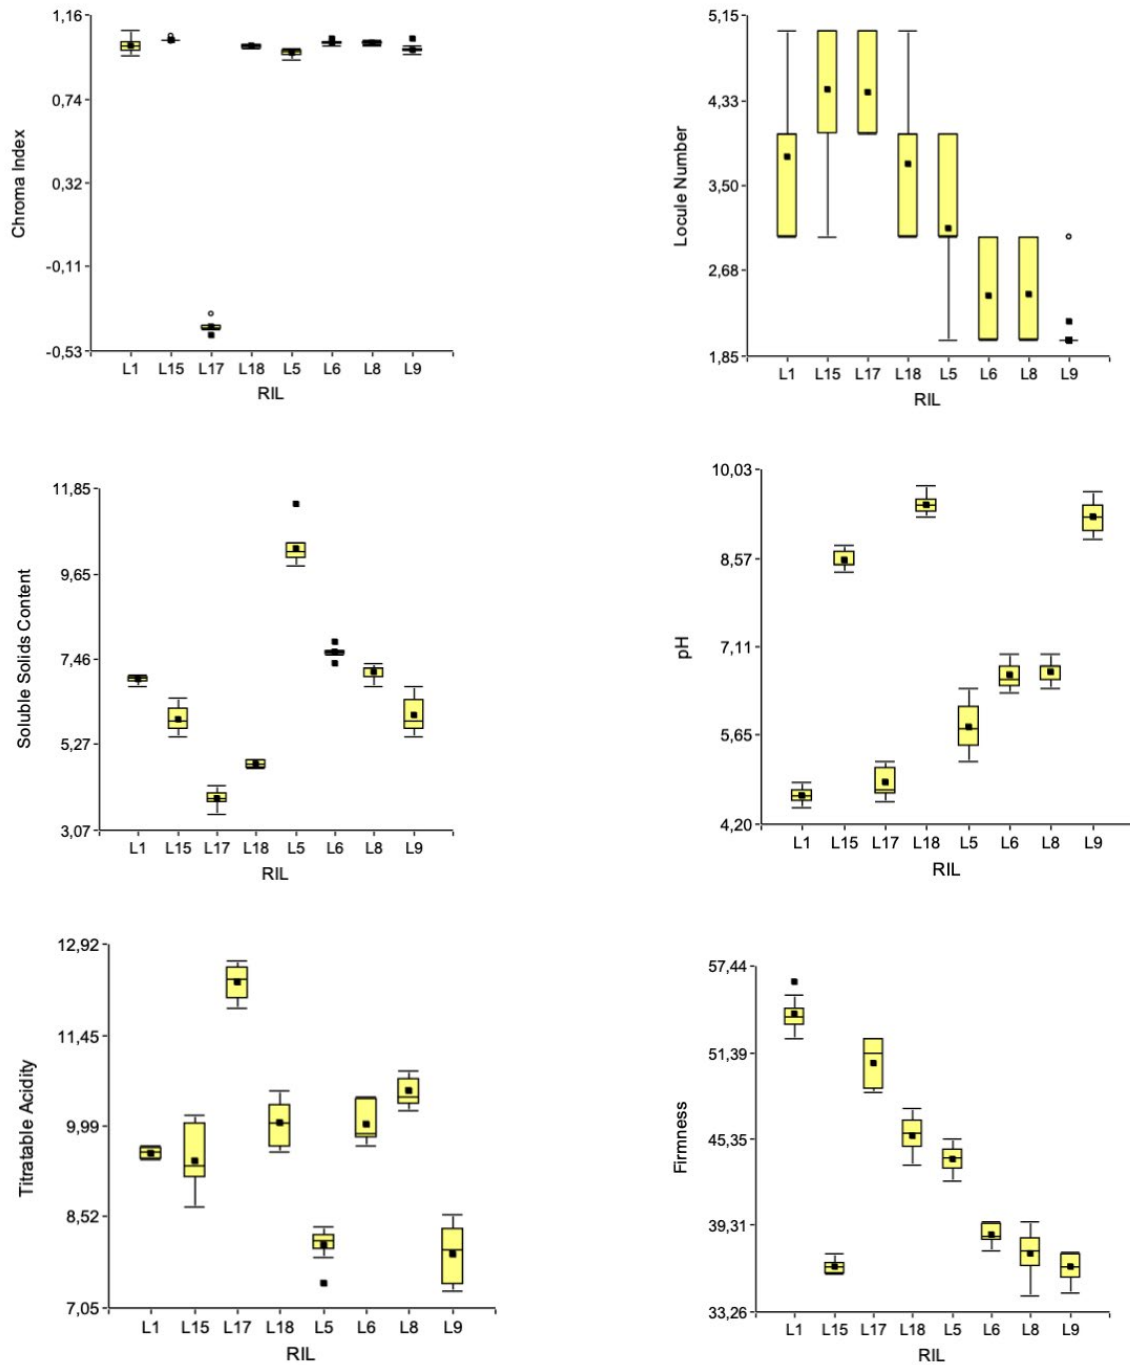 Chroma Index
1,16
0,74
0,32
-0,11
-0,53
L1 L15 L17 L18 L5 L6 L8 L9
RIL
Locule Number
5,15
4,33
3,50
2,68
1,85
L1 L15 L17 L18 L5 L6 L8 L9
RIL
Soluble Solids Content
11,85
9,65
7,46
5,27
3,07
L1 L15 L17 L18 L5 L6 L8 L9
RIL
pH
10,03
8,57
7,11
5,65
4,20
L1 L15 L17 L18 L5 L6 L8 L9
RIL
Titratable Acidity
12,92
11,45
9,99
8,52
7,05
L1 L15 L17 L18 L5 L6 L8 L9
RIL
Firmness
57,44
51,39
45,35
39,31
33,26
L1 L15 L17 L18 L5 L6 L8 L9
RIL